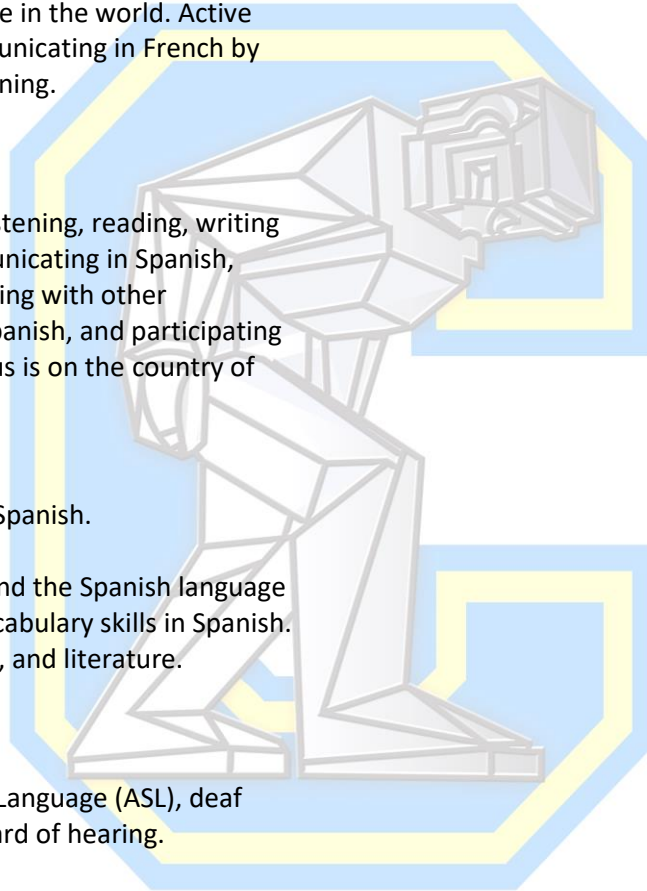 e in the world. Active
unicating in French by
ning.
stening, reading, writing
unicating in Spanish,
ing with other
panish, and participating
us is on the country of
Spanish.
nd the Spanish language
cabulary skills in Spanish.
, and literature.
Language (ASL), deaf
ard of hearing.